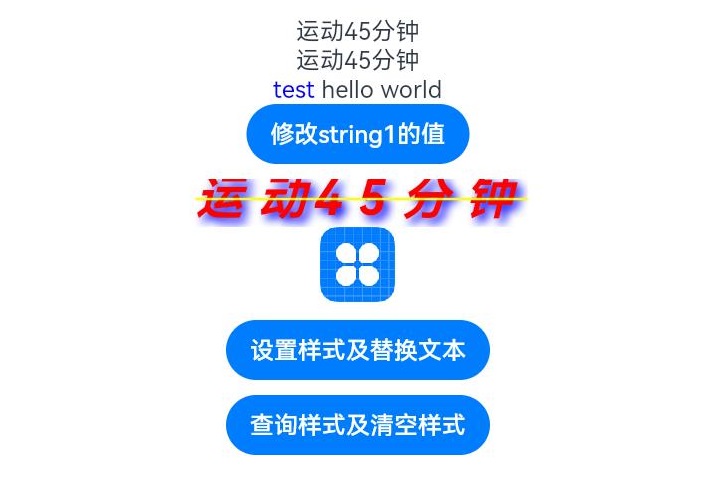 运动45分钟
运动45分钟
test hello world
修改string1的值
运动45分钟
设置样式及替换文本
查询样式及清空样式